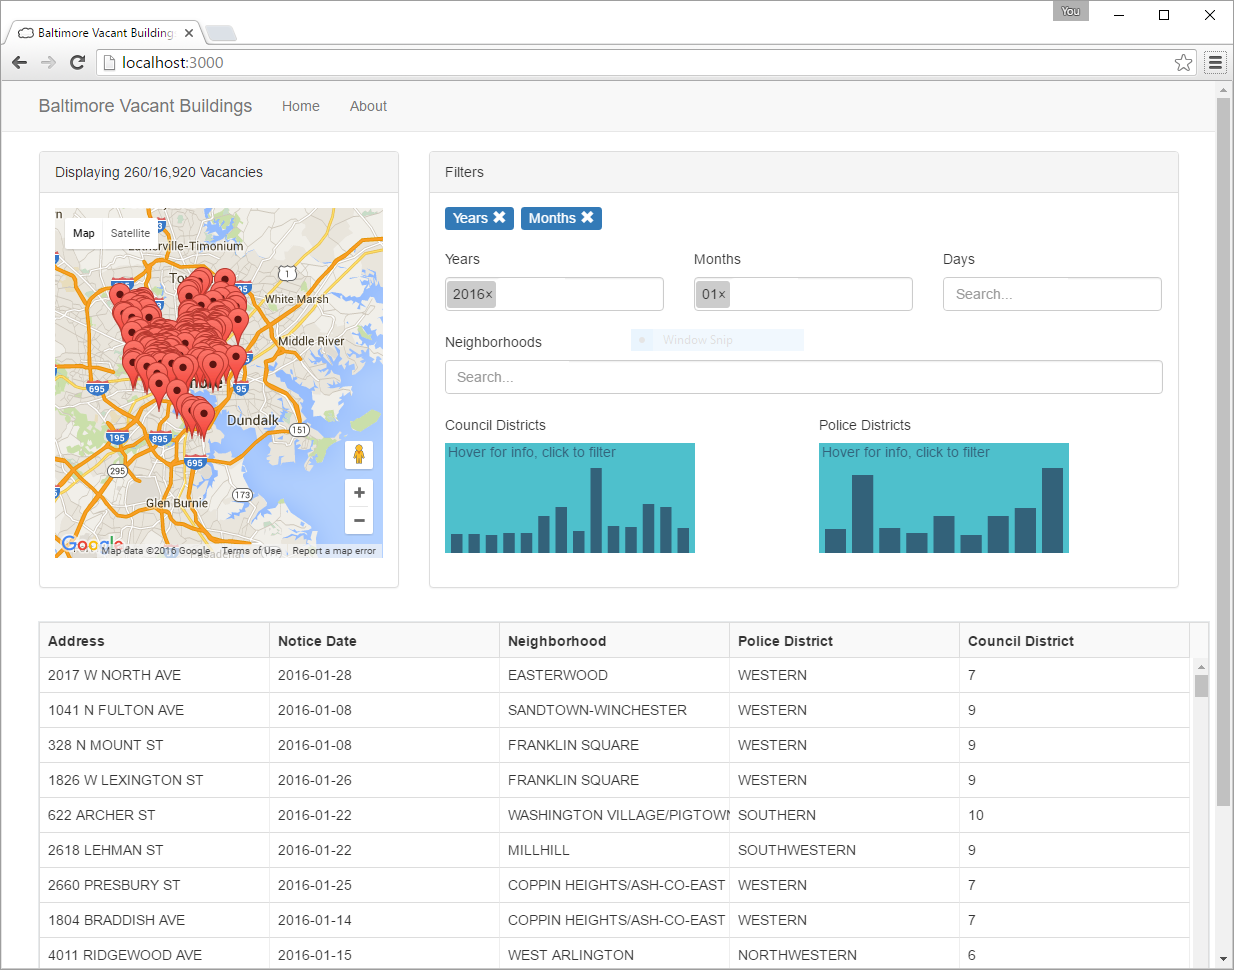 You
Baltimore Vacant Building
localhost:3000
Baltimore Vacant Buildings Home About
Displaying 260/16,920 Vacancies
Map Satellite
Lutherville-Timonium
1
White Marsh
Middle River
695
95
Dundalk
151
195
895
695
295
173
Glen Burnie
Google
Map data ©2016 Google Terms of Use Report a map error
Pasadena
Filters
Years ✖ Months ✖
Years Months Days
2016× 01× Search...
Neighborhoods
Window Snip
Search...
Council Districts Police Districts
Hover for info, click to filter Hover for info, click to filter
Address Notice Date Neighborhood Police District Council District
2017 W NORTH AVE 2016-01-28 EASTERWOOD WESTERN 7
1041 N FULTON AVE 2016-01-08 SANDTOWN-WINCHESTER WESTERN 9
328 N MOUNT ST 2016-01-08 FRANKLIN SQUARE WESTERN 9
1826 W LEXINGTON ST 2016-01-26 FRANKLIN SQUARE WESTERN 9
622 ARCHER ST 2016-01-22 WASHINGTON VILLAGE/PIGTOWN SOUTHERN 10
2618 LEHMAN ST 2016-01-22 MILLHILL SOUTHWESTERN 9
2660 PRESBURY ST 2016-01-25 COPPIN HEIGHTS/ASH-CO-EAST WESTERN 7
1804 BRADDISH AVE 2016-01-14 COPPIN HEIGHTS/ASH-CO-EAST WESTERN 7
4011 RIDGEWOOD AVE 2016-01-15 WEST ARLINGTON NORTHWESTERN 6